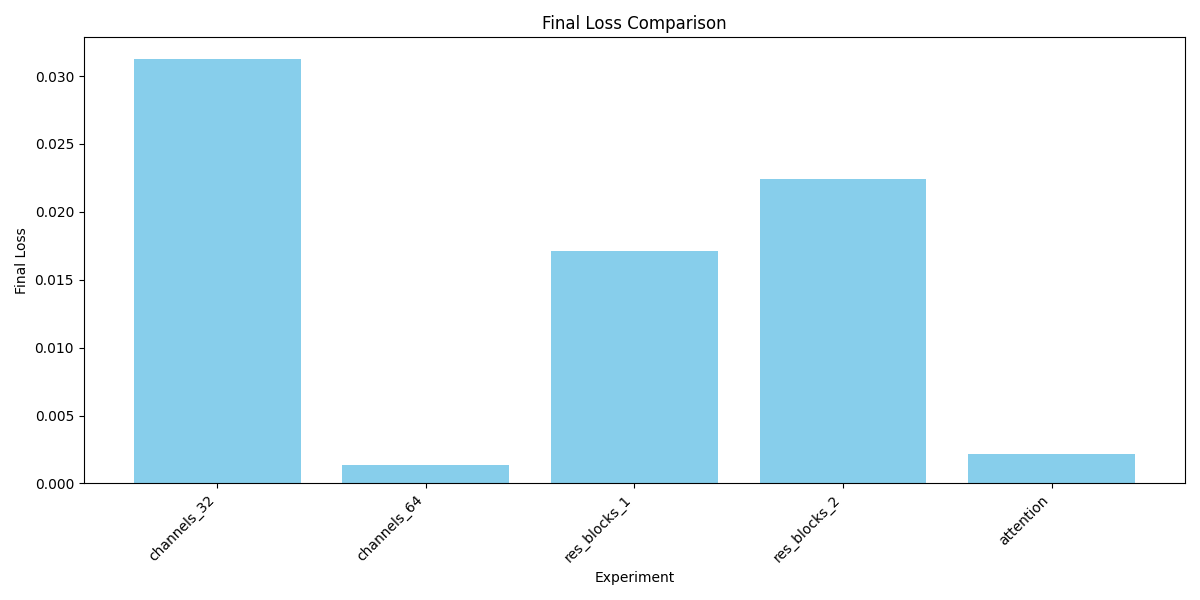 Final Loss Comparison
Final Loss
0.030
0.025
0.020
0.015
0.010
0.005
0.000
channels_32
channels_64
res_blocks_1
res_blocks_2
attention
Experiment